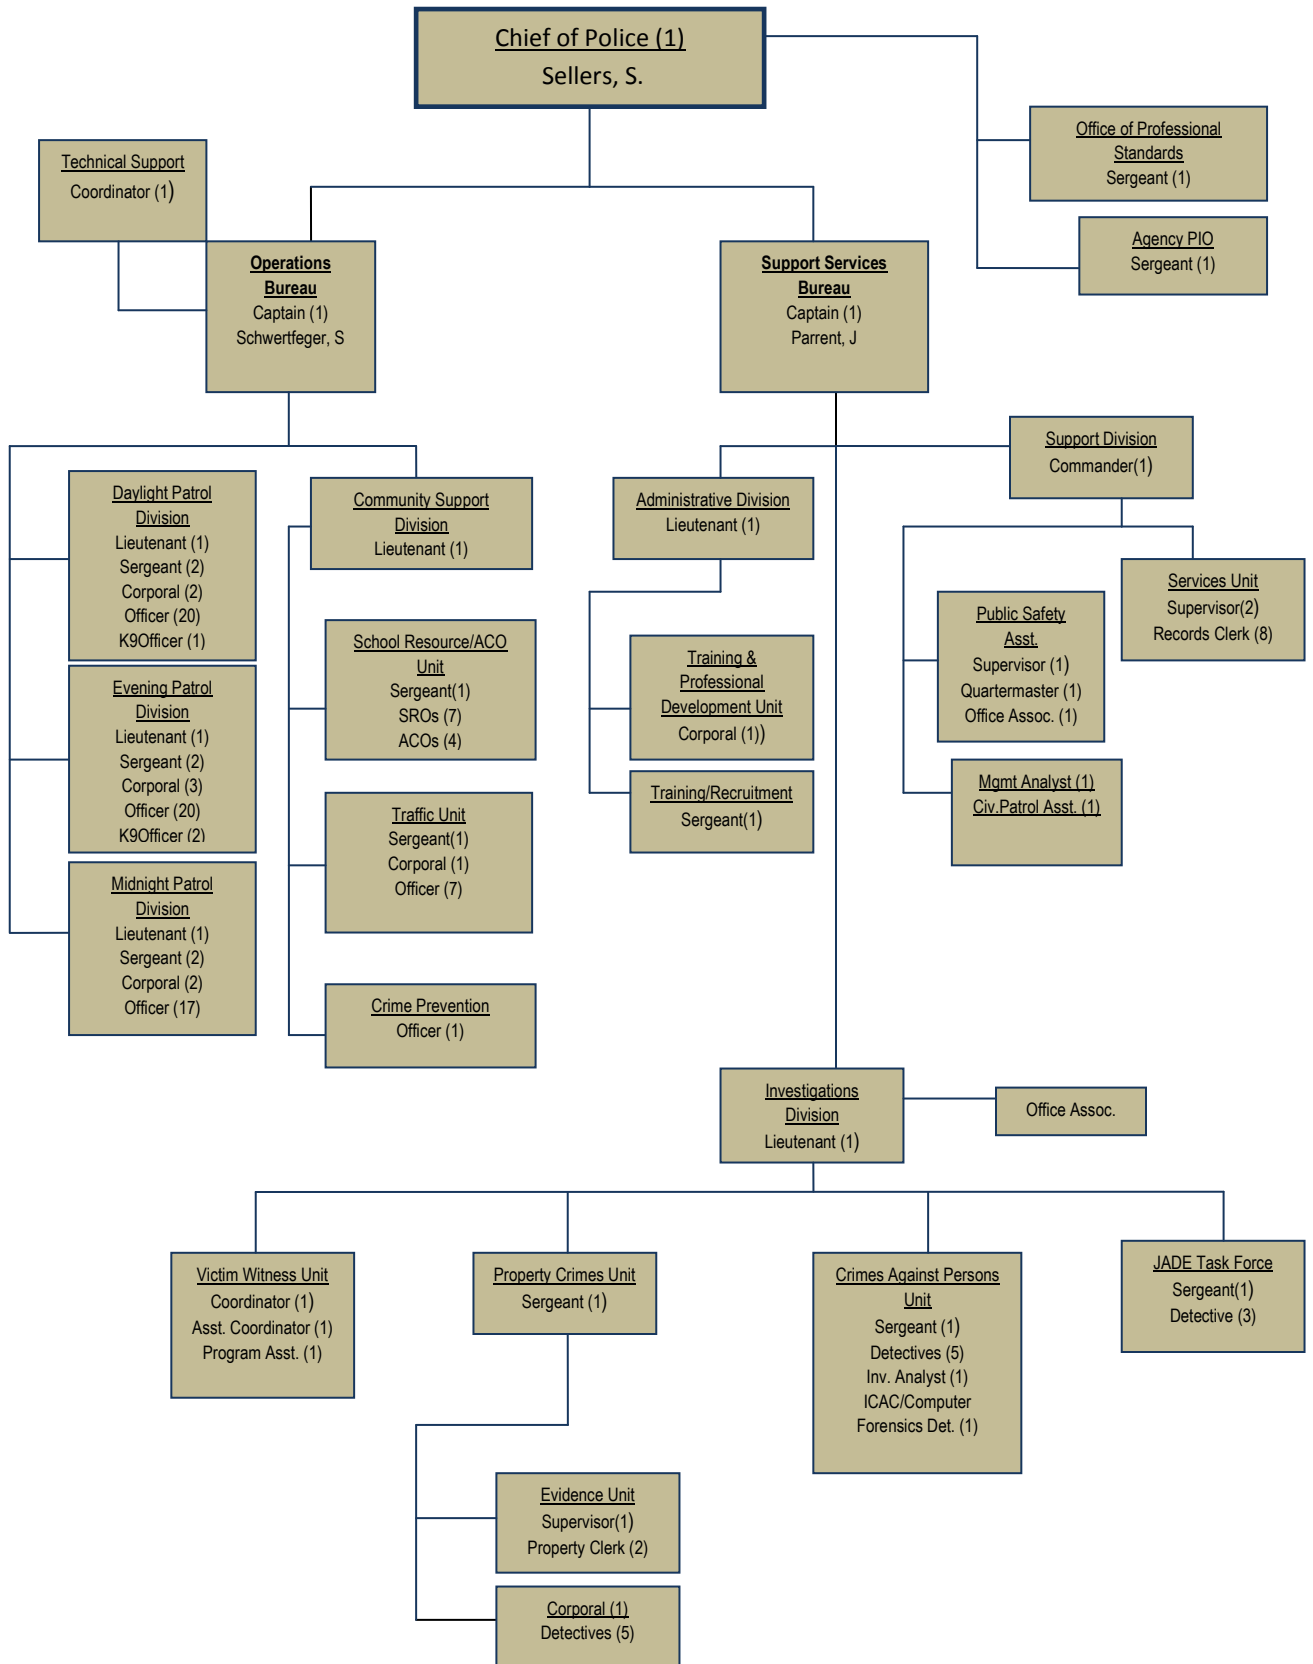 Chief of Police (1)
Sellers, S.
Office of Professional
Standards
Sergeant (1)
Technical Support
Coordinator (1)
Agency PIO
Sergeant (1)
Operations
Bureau
Captain (1)
Schwertfeger, S
Support Services
Bureau
Captain (1)
Parrent, J
Support Division
Commander(1)
Daylight Patrol
Division
Lieutenant (1)
Sergeant (2)
Corporal (2)
Officer (20)
K9Officer (1)
Community Support
Division
Lieutenant (1)
Administrative Division
Lieutenant (1)
Services Unit
Supervisor(2)
Records Clerk (8)
Public Safety
Asst.
Supervisor (1)
Quartermaster (1)
Office Assoc. (1)
School Resource/ACO
Unit
Sergeant(1)
SROs (7)
ACOs (4)
Training &
Professional
Development Unit
Corporal (1))
Evening Patrol
Division
Lieutenant (1)
Sergeant (2)
Corporal (3)
Officer (20)
K9Officer (2)
Mgmt Analyst (1)
Civ.Patrol Asst. (1)
Training/Recruitment
Sergeant(1)
Traffic Unit
Sergeant(1)
Corporal (1)
Officer (7)
Midnight Patrol
Division
Lieutenant (1)
Sergeant (2)
Corporal (2)
Officer (17)
Crime Prevention
Officer (1)
Investigations
Division
Lieutenant (1)
Office Assoc.
Victim Witness Unit
Coordinator (1)
Asst. Coordinator (1)
Program Asst. (1)
Property Crimes Unit
Sergeant (1)
Crimes Against Persons
Unit
Sergeant (1)
Detectives (5)
Inv. Analyst (1)
ICAC/Computer
Forensics Det. (1)
JADE Task Force
Sergeant(1)
Detective (3)
Evidence Unit
Supervisor(1)
Property Clerk (2)
Corporal (1)
Detectives (5)